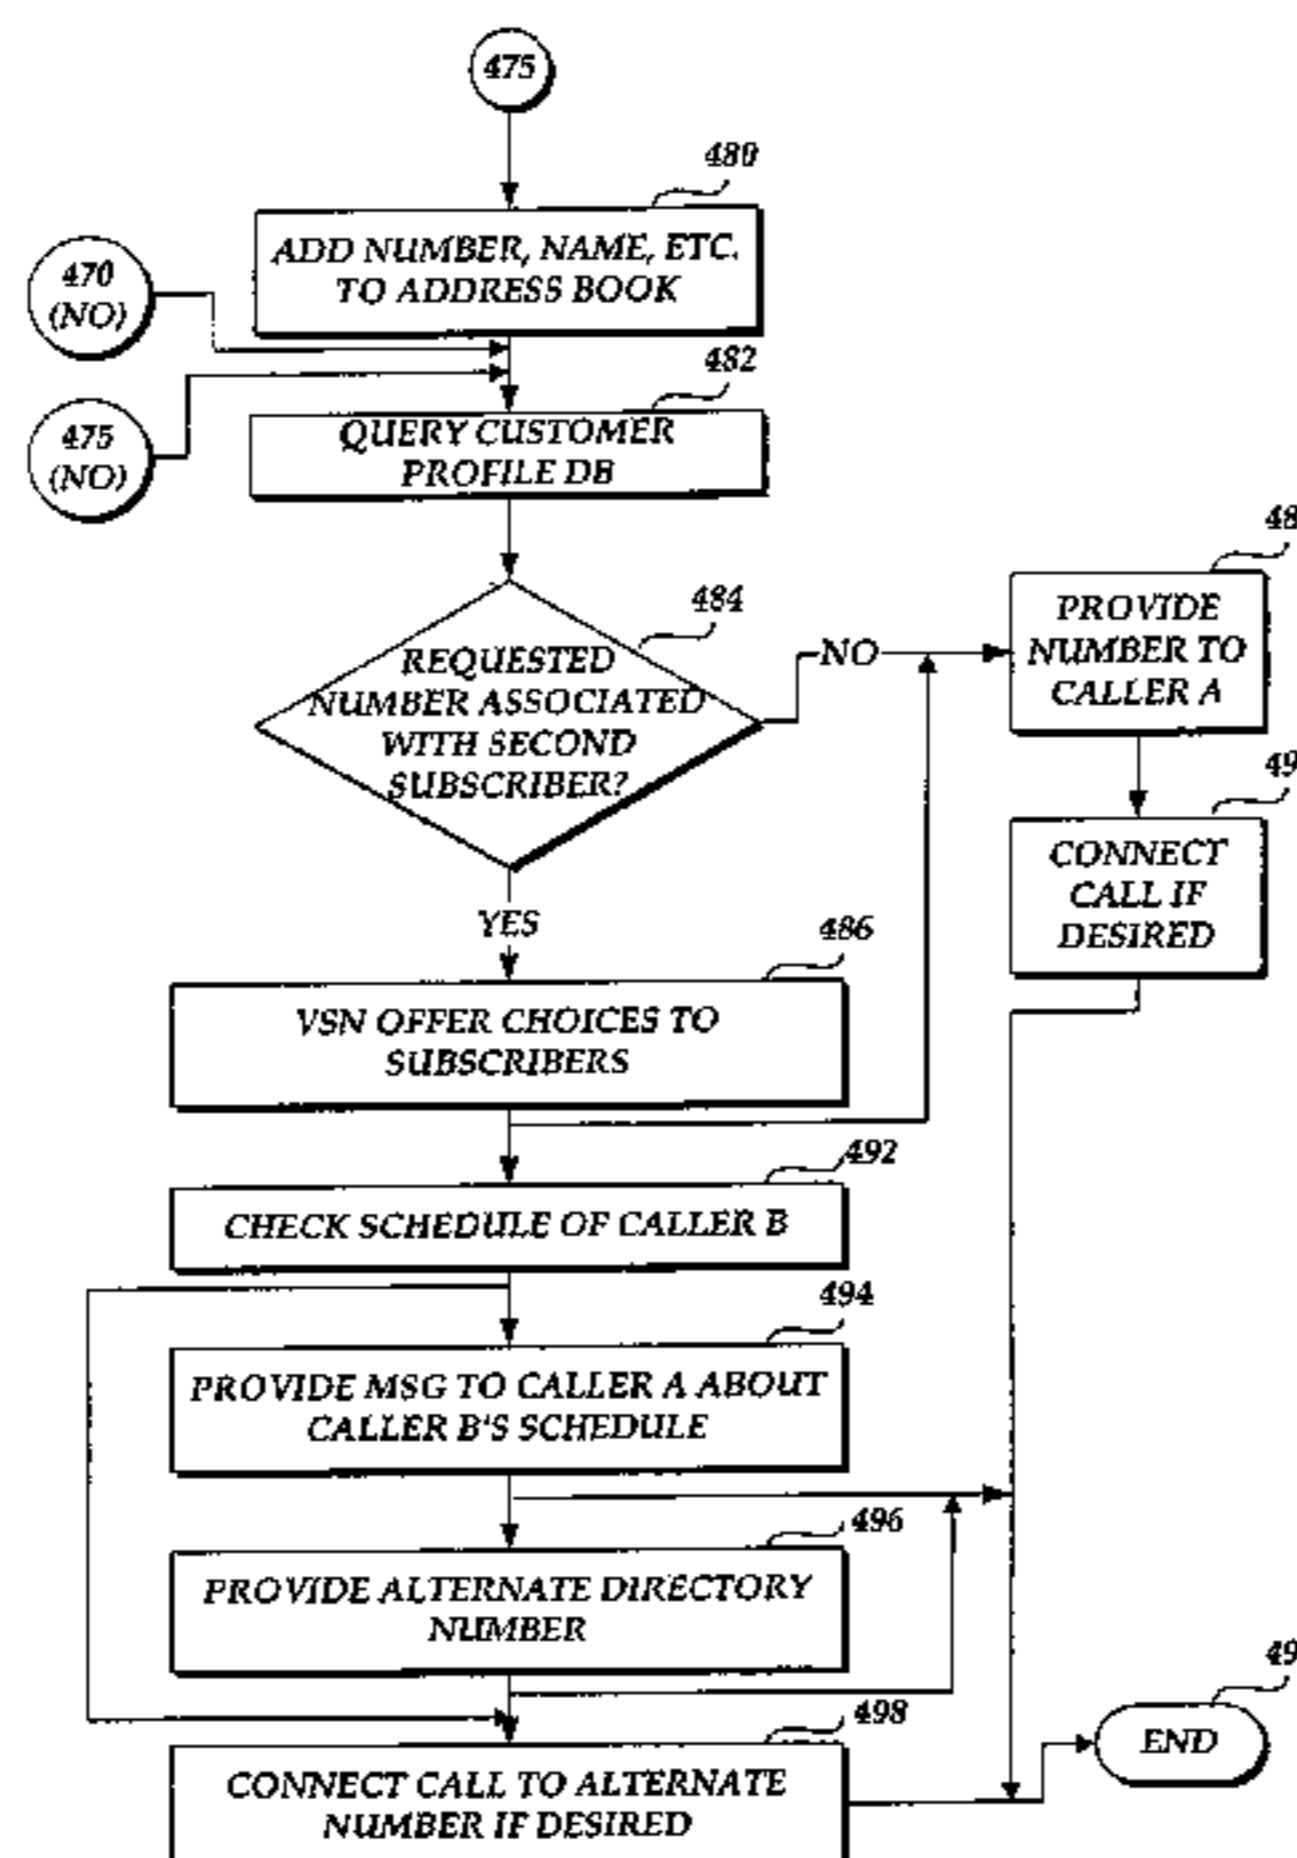 475
480
ADD NUMBER, NAME, ETC.
TO ADDRESS BOOK
470
(NO)
482
475
(NO)
QUERY CUSTOMER
PROFILE DB
484
REQUESTED
NUMBER ASSOCIATED
WITH SECOND
SUBSCRIBER?
NO
48
PROVIDE
NUMBER TO
CALLER A
49
CONNECT
CALL IF
DESIRED
YES
486
VSN OFFER CHOICES TO
SUBSCRIBERS
492
CHECK SCHEDULE OF CALLER B
494
PROVIDE MSG TO CALLER A ABOUT
CALLER B'S SCHEDULE
496
PROVIDE ALTERNATE DIRECTORY
NUMBER
498
CONNECT CALL TO ALTERNATE
NUMBER IF DESIRED
49
END